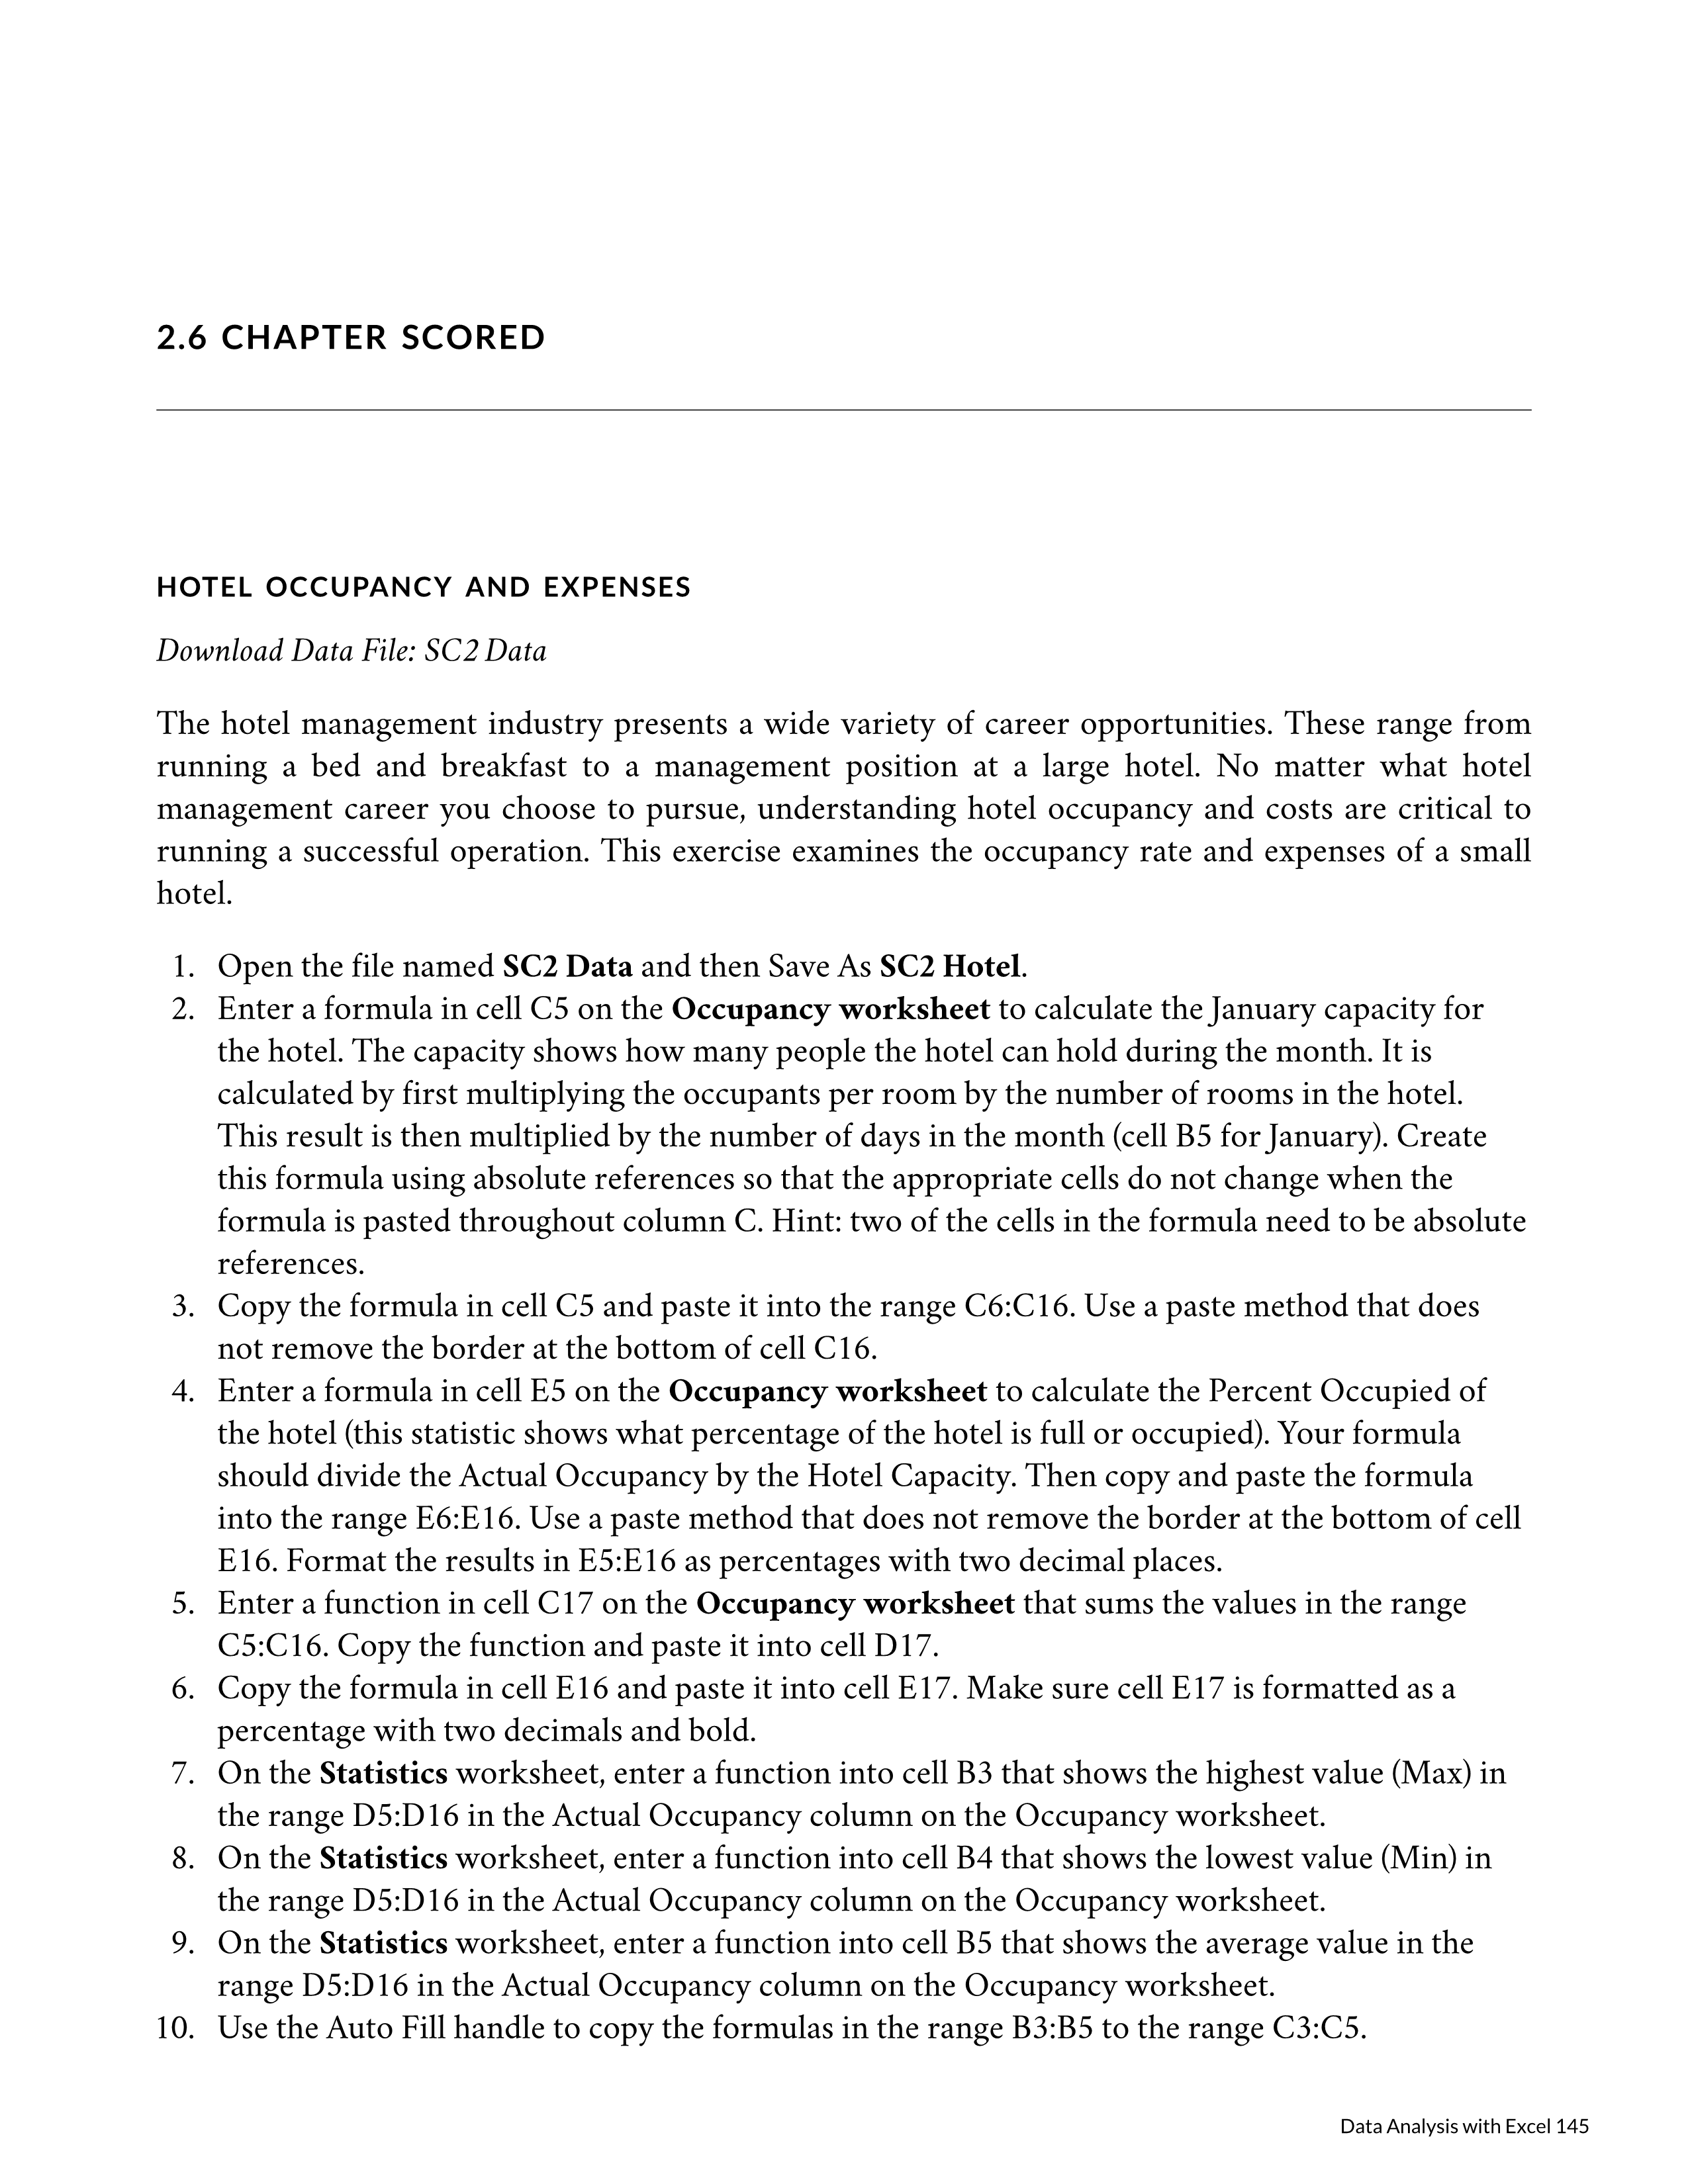 2.6 CHAPTER SCORED
HOTEL OCCUPANCY AND EXPENSES
Download Data File: SC2 Data
The hotel management industry presents a wide variety of career opportunities. These range from
running a bed and breakfast to a management position at a large hotel. No matter what hotel
management career you choose to pursue, understanding hotel occupancy and costs are critical to
running a successful operation. This exercise examines the occupancy rate and expenses of a small
hotel.
1. Open the file named SC2 Data and then Save As SC2 Hotel.
2. Enter a formula in cell C5 on the Occupancy worksheet to calculate the January capacity for
the hotel. The capacity shows how many people the hotel can hold during the month. It is
calculated by first multiplying the occupants per room by the number of rooms in the hotel.
This result is then multiplied by the number of days in the month (cell B5 for January). Create
this formula using absolute references so that the appropriate cells do not change when the
formula is pasted throughout column C. Hint: two of the cells in the formula need to be absolute
references.
3. Copy the formula in cell C5 and paste it into the range C6:C16. Use a paste method that does
not remove the border at the bottom of cell C16.
4. Enter a formula in cell E5 on the Occupancy worksheet to calculate the Percent Occupied of
the hotel (this statistic shows what percentage of the hotel is full or occupied). Your formula
should divide the Actual Occupancy by the Hotel Capacity. Then copy and paste the formula
into the range E6:E16. Use a paste method that does not remove the border at the bottom of cell
E16. Format the results in E5:E16 as percentages with two decimal places.
5. Enter a function in cell C17 on the Occupancy worksheet that sums the values in the range
C5:C16. Copy the function and paste it into cell D17.
6. Copy the formula in cell E16 and paste it into cell E17. Make sure cell E17 is formatted as a
percentage with two decimals and bold.
7. On the Statistics worksheet, enter a function into cell B3 that shows the highest value (Max) in
the range D5:D16 in the Actual Occupancy column on the Occupancy worksheet.
8. On the Statistics worksheet, enter a function into cell B4 that shows the lowest value (Min) in
the range D5:D16 in the Actual Occupancy column on the Occupancy worksheet.
9. On the Statistics worksheet, enter a function into cell B5 that shows the average value in the
range D5:D16 in the Actual Occupancy column on the Occupancy worksheet.
10. Use the Auto Fill handle to copy the formulas in the range B3:B5 to the range C3:C5.
Data Analysis with Excel 145